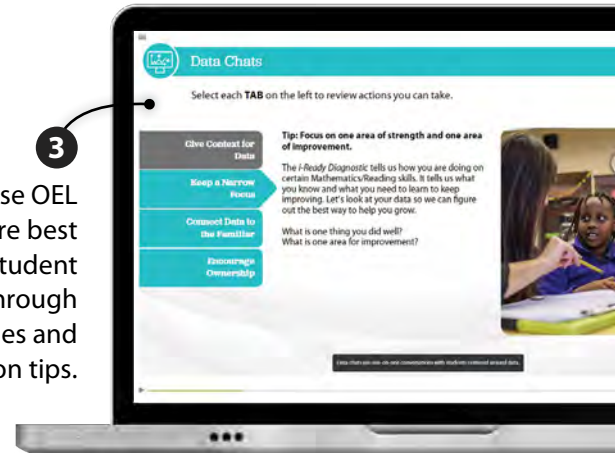 Data Chats
Select each TAB on the left to review actions you can take.
3
Give Context for
Data
Keep a Narrow
Focus
Connect Data to
the Familiar
Encourage
Ownership
Tip: Focus on one area of strength and one area
of improvement.
The i-Ready Diagnostic tells us how you are doing on
certain Mathematics/Reading skills. It tells us what
you know and what you need to learn to keep
improving. Let's look at your data so we can figure
out the best way to help you grow.
What is one thing you did well?
What is one area for improvement?
Data chats are one-on-one conversations with students centered around data.
se OEL
re best
tudent
hrough
es and
on tips.